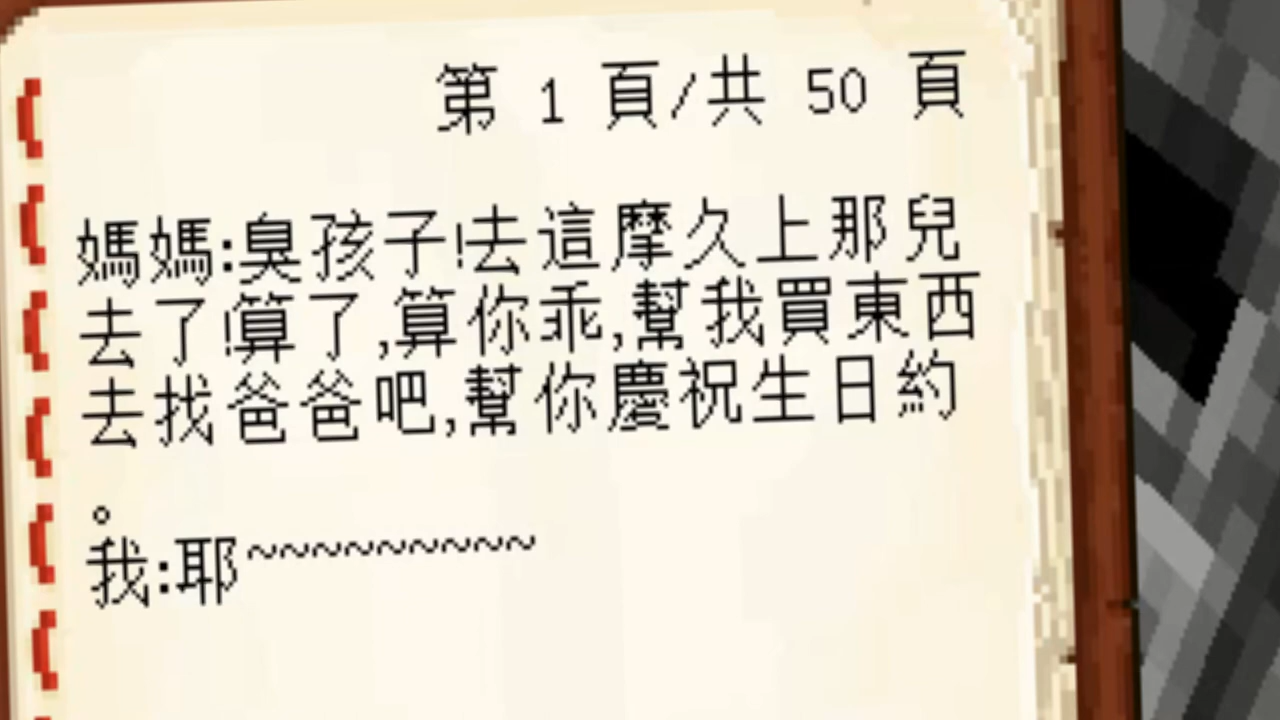 第 1 頁/共 50 頁
媽媽:臭孩子!去這摩久上那兒
去了!算了,算你乖,幫我買東西
去找爸爸吧,幫你慶祝生日約
。
我:耶~~~~~~~~~